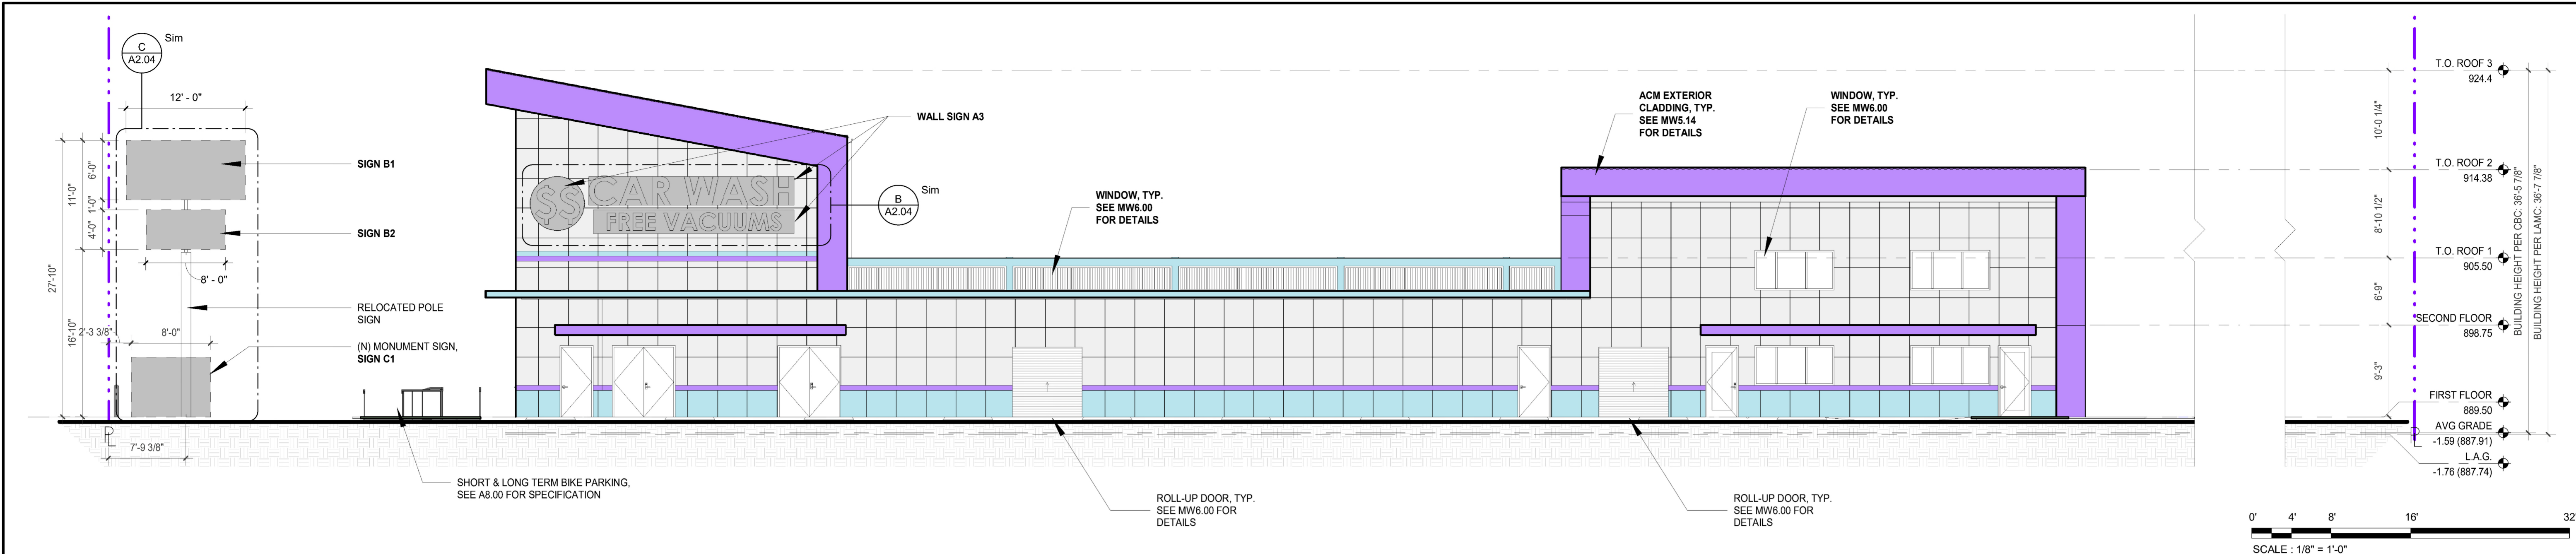 C
A2.04
Sim
12' - 0"
6'-0"
11'-0"
1'-0"
4'-0"
27'-10"
16'-10"
8' - 0"
2'-3 3/8"
8'-0"
7'-9 3/8"
PL
SIGN B1
SIGN B2
RELOCATED POLE
SIGN
(N) MONUMENT SIGN,
SIGN C1
SHORT & LONG TERM BIKE PARKING,
SEE A8.00 FOR SPECIFICATION
WALL SIGN A3
$$ CAR WASH
FREE VACUUMS
B
A2.04
Sim
WINDOW, TYP.
SEE MW6.00
FOR DETAILS
ACM EXTERIOR
CLADDING, TYP.
SEE MW5.14
FOR DETAILS
WINDOW, TYP.
SEE MW6.00
FOR DETAILS
ROLL-UP DOOR, TYP.
SEE MW6.00 FOR
DETAILS
ROLL-UP DOOR, TYP.
SEE MW6.00 FOR
DETAILS
T.O. ROOF 3
924.4
10'-0 1/4"
T.O. ROOF 2
914.38
8'-10 1/2"
T.O. ROOF 1
905.50
6'-9"
SECOND FLOOR
898.75
9'-3"
FIRST FLOOR
889.50
AVG GRADE
-1.59 (887.91)
L.A.G.
-1.76 (887.74)
PL
BUILDING HEIGHT PER CBC: 36'-5 7/8"
BUILDING HEIGHT PER LAMC: 36'-7 7/8"
0' 4' 8' 16' 32'
SCALE : 1/8" = 1'-0"